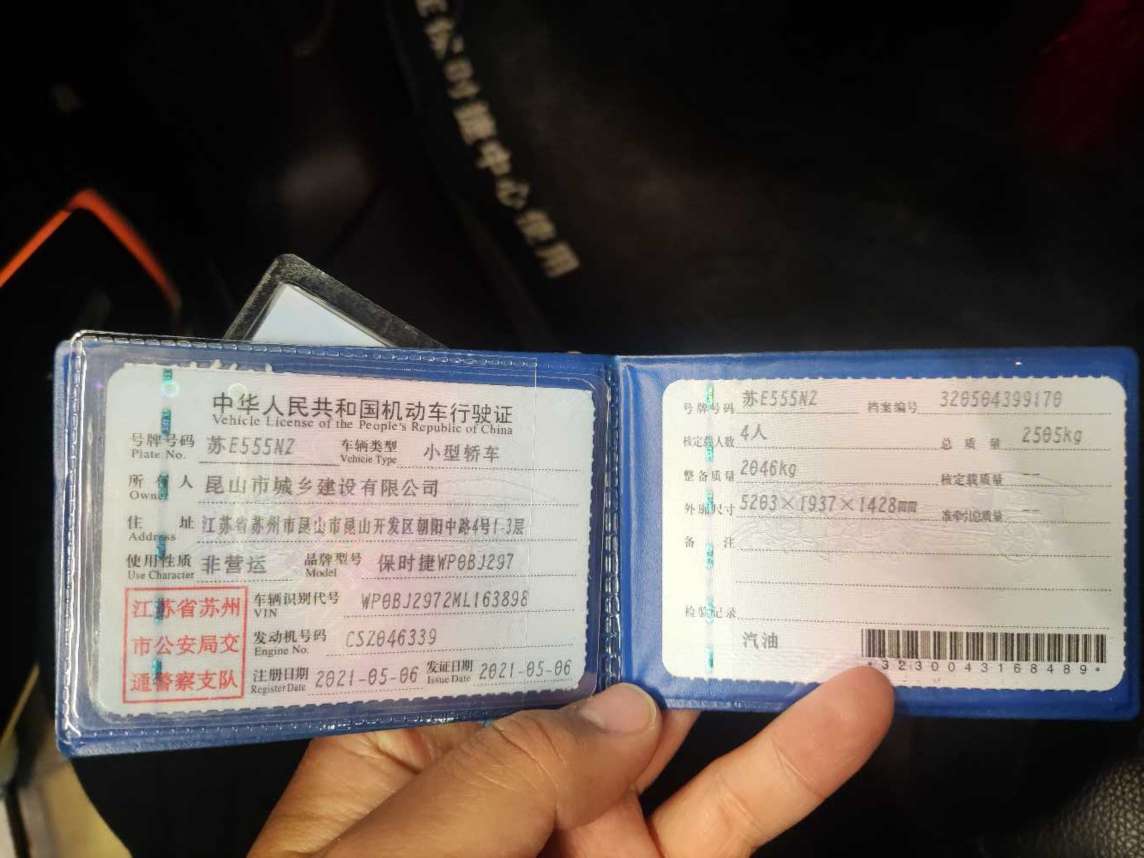 时捷中心使用
中华人民共和国机动车行驶证
Vehicle License of the People's Republic of China
号牌号码 苏E555NZ 车辆类型 小型轿车
Plate No. Vehicle Type
所有人 昆山市城乡建设有限公司
Owner
住址 江苏省苏州市昆山市昆山开发区朝阳中路4号1-3层
Address
使用性质 非营运 品牌型号 保时捷WP0BJ297
Use Character Model
江苏省苏州
市公安局交
通警察支队
车辆识别代号 WP0BJ2972ML163898
VIN
发动机号码 CSZ046339
Engine No.
注册日期 2021-05-06 发证日期 2021-05-06
Register Date Issue Date
号牌号码 苏E555NZ 档案编号 320504399170
核定载人数 4人 总质量 2505kg
整备质量 2046kg 核定载质量 --
外廓尺寸 5203×1937×1428mm 准牵引总质量 --
备注
检验记录
汽油
*3230043168489*